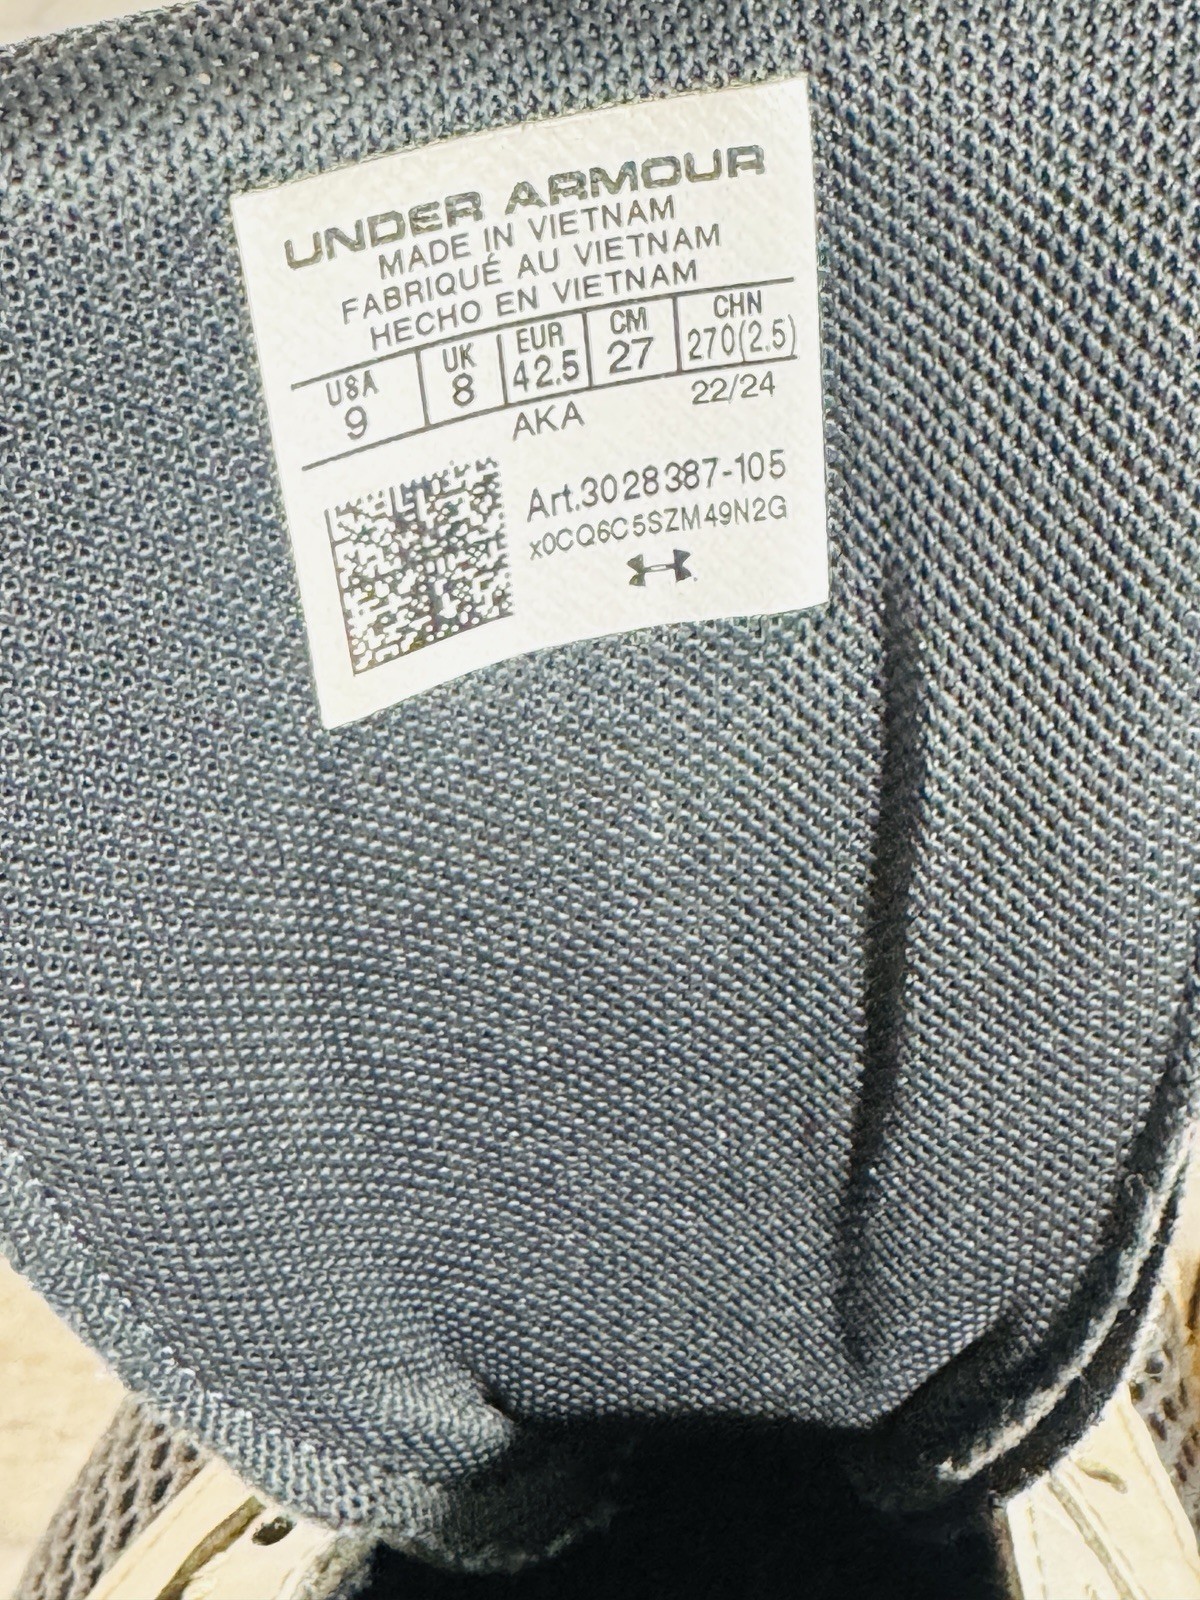 UNDER ARMOUR
MADE IN VIETNAM
FABRIQUÉ AU VIETNAM
HECHO EN VIETNAM
USA UK EUR CM CHN
9 8 42.5 27 270(2.5)
AKA 22/24
Art.3028387-105
x0CQ6C5SZM49N2G